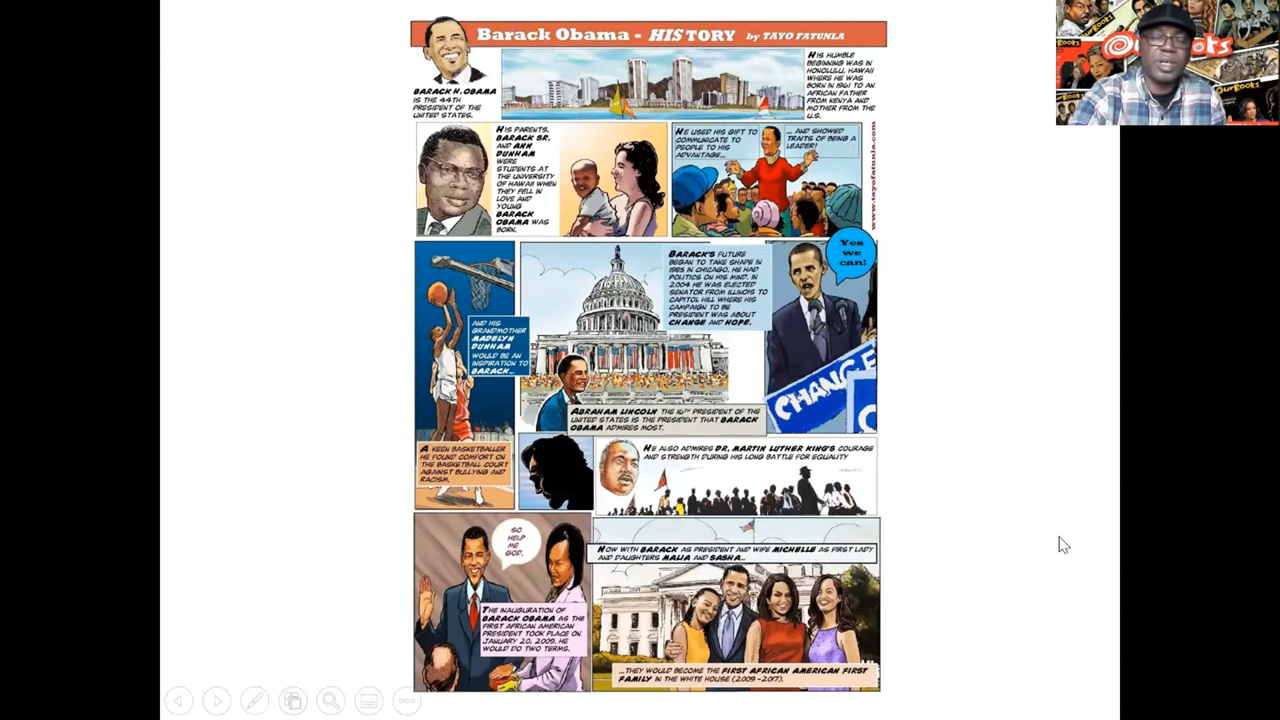 Barack Obama - HISTORY by TAYO FATUNLA
BARACK H. OBAMA
IS THE 44TH
PRESIDENT OF THE
UNITED STATES.
HIS HUMBLE
BEGINNING WAS IN
HONOLULU, HAWAII
WHERE HE WAS
BORN IN 1961 TO AN
AFRICAN FATHER
FROM KENYA AND
MOTHER FROM THE
U.S.
HIS PARENTS,
BARACK SR.
AND ANN
DUNHAM
WERE
STUDENTS AT
THE UNIVERSITY
OF HAWAII WHEN
THEY FELL IN
LOVE AND
YOUNG
BARACK
OBAMA WAS
BORN.
HE USED HIS GIFT TO
COMMUNICATE TO
PEOPLE TO HIS
ADVANTAGE...
... AND SHOWED
TRAITS OF BEING A
LEADER!
www.tayofatunla.com
AND HIS
GRANDMOTHER
MADELYN
DUNHAM
WOULD BE AN
INSPIRATION TO
BARACK...
BARACK'S FUTURE
BEGAN TO TAKE SHAPE IN
1985 IN CHICAGO. HE HAD
POLITICS ON HIS MIND. IN
2004 HE WAS ELECTED
SENATOR FROM ILLINOIS TO
CAPITOL HILL WHERE HIS
CAMPAIGN TO BE
PRESIDENT WAS ABOUT
CHANGE AND HOPE.
Yes
we
can!
CHANGE
ABRAHAM LINCOLN THE 16TH PRESIDENT OF THE
UNITED STATES IS THE PRESIDENT THAT BARACK
OBAMA ADMIRES MOST.
A KEEN BASKETBALLER
HE FOUND COMFORT ON
THE BASKETBALL COURT
AGAINST BULLYING AND
RACISM.
HE ALSO ADMIRES DR. MARTIN LUTHER KING'S COURAGE
AND STRENGTH DURING HIS LONG BATTLE FOR EQUALITY
SO
HELP
ME
GOD.
THE INAUGURATION OF
BARACK OBAMA AS THE
FIRST AFRICAN AMERICAN
PRESIDENT TOOK PLACE ON
JANUARY 20, 2009. HE
WOULD DO TWO TERMS.
NOW WITH BARACK AS PRESIDENT AND WIFE MICHELLE AS FIRST LADY
AND DAUGHTERS MALIA AND SASHA...
...THEY WOULD BECOME THE FIRST AFRICAN AMERICAN FIRST
FAMILY IN THE WHITE HOUSE (2009-2017).